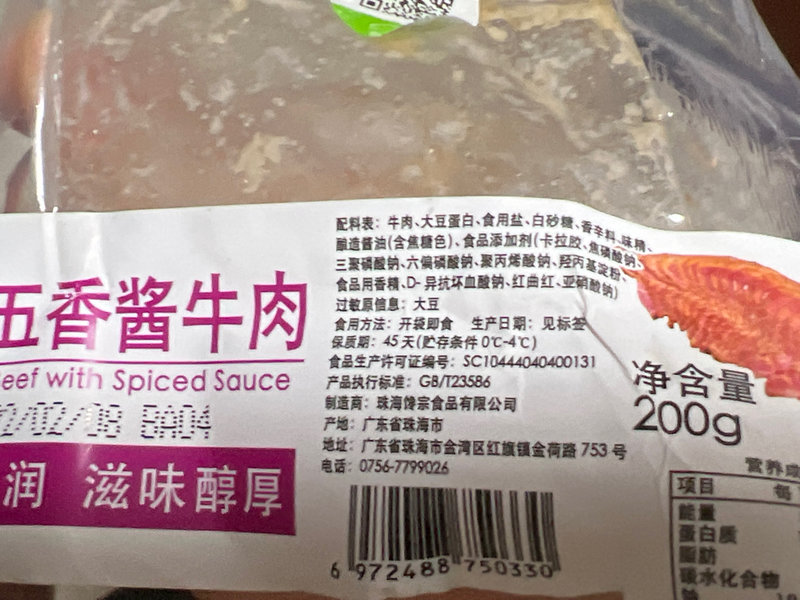 配料表：牛肉、大豆蛋白、食用盐、白砂糖、香辛料、味精、
酿造酱油(含焦糖色)、食品添加剂(卡拉胶、焦磷酸钠、
三聚磷酸钠、六偏磷酸钠、聚丙烯酸钠、羟丙基淀粉、
食品用香精、D-异抗坏血酸钠、红曲红、亚硝酸钠)
过敏原信息：大豆
食用方法：开袋即食 生产日期：见标签
保质期：45天(贮存条件0℃-4℃)
食品生产许可证编号：SC10444040400131
产品执行标准：GB/T23586
制造商：珠海馋宗食品有限公司
产地：广东省珠海市
地址：广东省珠海市金湾区红旗镇金荷路753号
电话：0756-7799026
6 972488 750330
五香酱牛肉
Beef with Spiced Sauce
2/02/08 BA04
润 滋味醇厚
净含量
200g
营养成
项目 每
能量
蛋白质
脂肪
碳水化合物
钠